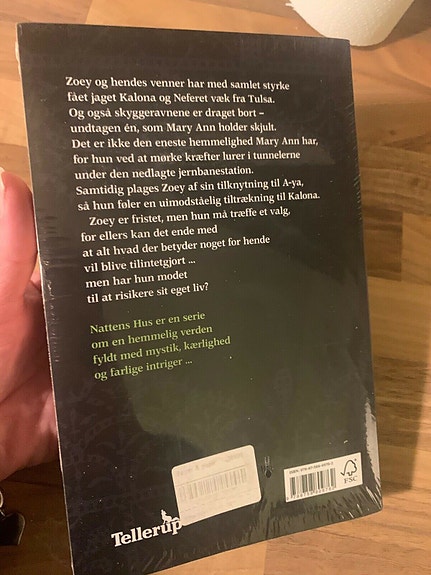 Zoey og hendes venner har med samlet styrke
fået jaget Kalona og Neferet væk fra Tulsa.
Og også skyggeravnene er draget bort –
undtagen én, som Mary Ann holder skjult.
Det er ikke den eneste hemmelighed Mary Ann har,
for hun ved at mørke kræfter lurer i tunnelerne
under den nedlagte jernbanestation.
Samtidig plages Zoey af sin tilknytning til A-ya,
så hun føler en uimodståelig tiltrækning til Kalona.
Zoey er fristet, men hun må træffe et valg,
for ellers kan det ende med
at alt hvad der betyder noget for hende
vil blive tilintetgjort ...
men har hun modet
til at risikere sit eget liv?
Nattens Hus er en serie
om en hemmelig verden
fyldt med mystik, kærlighed
og farlige intriger ...
Tellerup
FSC